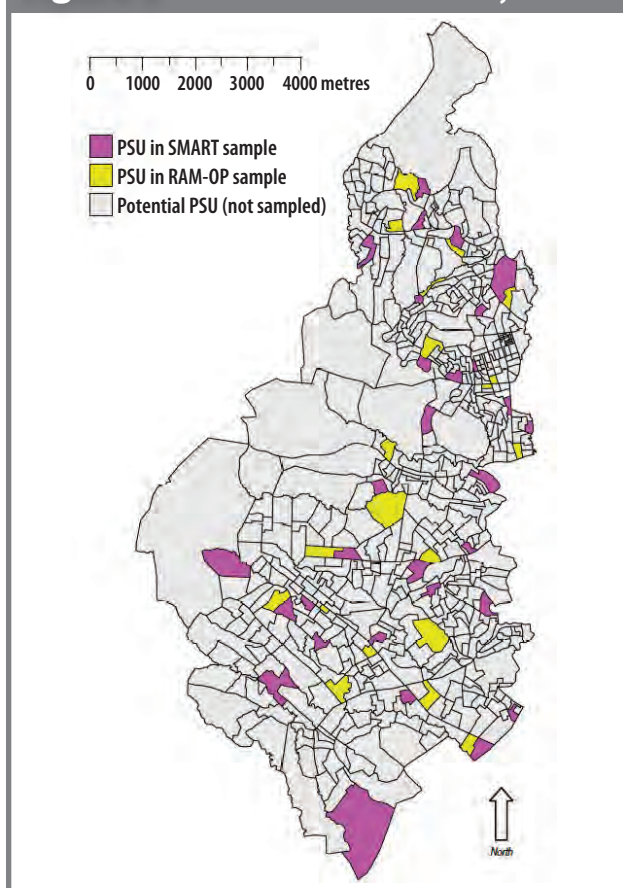 0 1000 2000 3000 4000 metres
PSU in SMART sample
PSU in RAM-OP sample
Potential PSU (not sampled)
North